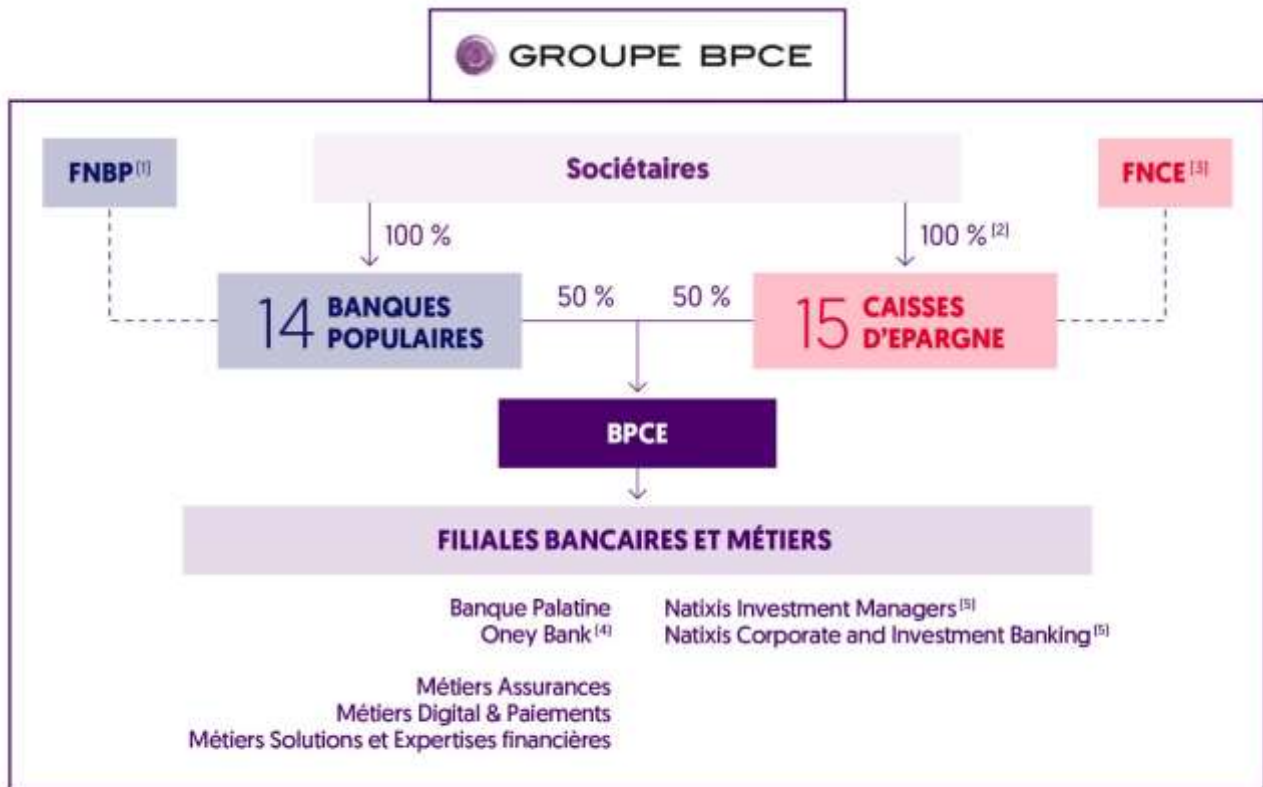 GROUPE BPCE
FNBP [1]
Sociétaires
FNCE [3]
100 %
100 % [2]
14 BANQUES
POPULAIRES
50 %
50 %
15 CAISSES
D'EPARGNE
BPCE
FILIALES BANCAIRES ET MÉTIERS
Banque Palatine
Oney Bank [4]
Métiers Assurances
Métiers Digital & Paiements
Métiers Solutions et Expertises financières
Natixis Investment Managers [5]
Natixis Corporate and Investment Banking [5]